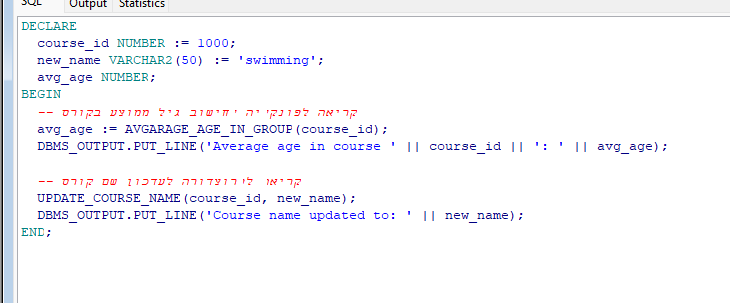 SQL Output Statistics
DECLARE
course_id NUMBER := 1000;
new_name VARCHAR2(50) := 'swimming';
avg_age NUMBER;
BEGIN
-- קריאה לפונקציה לחישוב גיל ממוצע בקורס
avg_age := AVGARAGE_AGE_IN_GROUP(course_id);
DBMS_OUTPUT.PUT_LINE('Average age in course ' || course_id || ': ' || avg_age);
-- קריאה לפרוצדורה לעדכון שם קורס
UPDATE_COURSE_NAME(course_id, new_name);
DBMS_OUTPUT.PUT_LINE('Course name updated to: ' || new_name);
END;